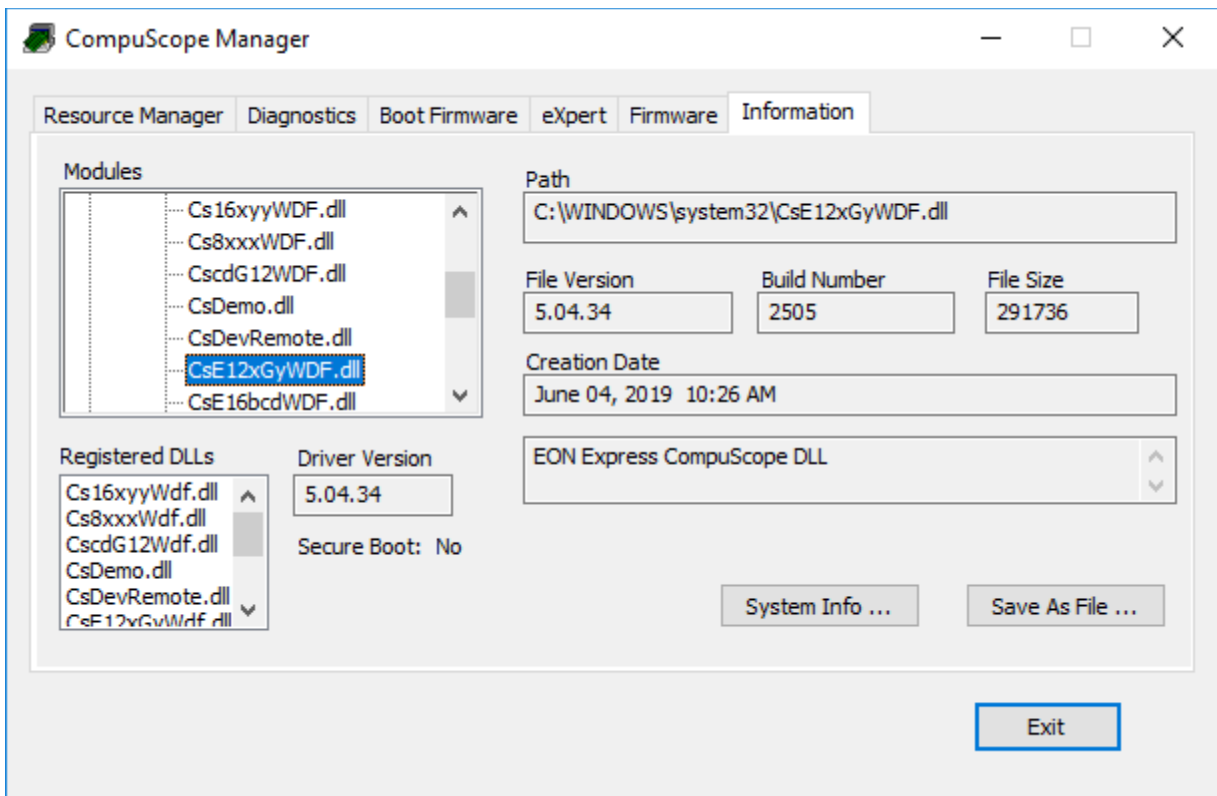 CompuScope Manager
Resource Manager Diagnostics Boot Firmware eXpert Firmware Information
Modules
Cs16xyyWDF.dll
Cs8xxxWDF.dll
CscdG12WDF.dll
CsDemo.dll
CsDevRemote.dll
CsE12xGyWDF.dll
CsE16bcdWDF.dll
Path
C:\WINDOWS\system32\CsE12xGyWDF.dll
File Version Build Number File Size
5.04.34 2505 291736
Creation Date
June 04, 2019 10:26 AM
EON Express CompuScope DLL
Registered DLLs
Cs16xyyWdf.dll
Cs8xxxWdf.dll
CscdG12Wdf.dll
CsDemo.dll
CsDevRemote.dll
CsE12xGyWdf.dll
Driver Version
5.04.34
Secure Boot: No
System Info ... Save As File ...
Exit